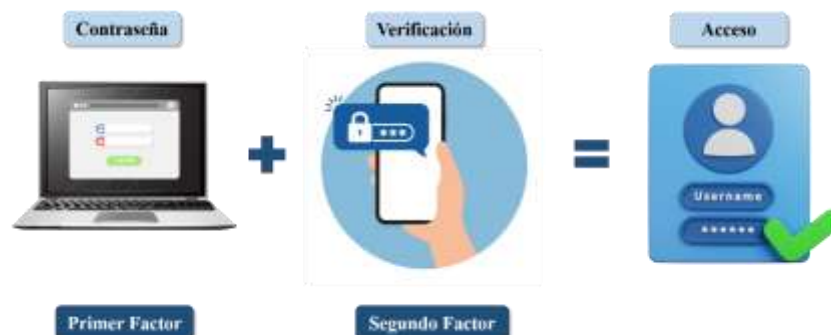 Contraseña
Verificación
Acceso
Username
Primer Factor
Segundo Factor